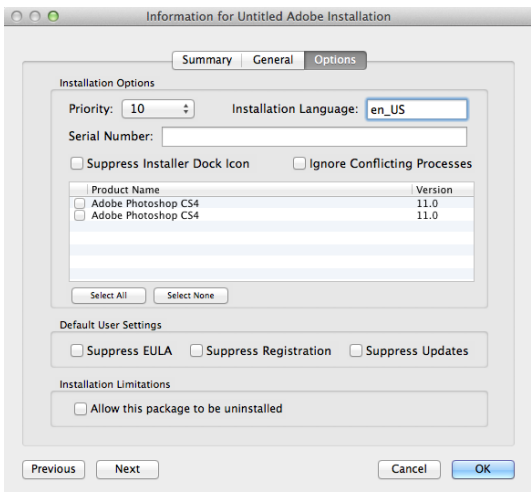 Information for Untitled Adobe Installation
Summary General Options
Installation Options
Priority: 10 Installation Language: en_US
Serial Number:
Suppress Installer Dock Icon Ignore Conflicting Processes
Product Name Version
Adobe Photoshop CS4 11.0
Adobe Photoshop CS4 11.0
Select All Select None
Default User Settings
Suppress EULA Suppress Registration Suppress Updates
Installation Limitations
Allow this package to be uninstalled
Previous Next Cancel OK